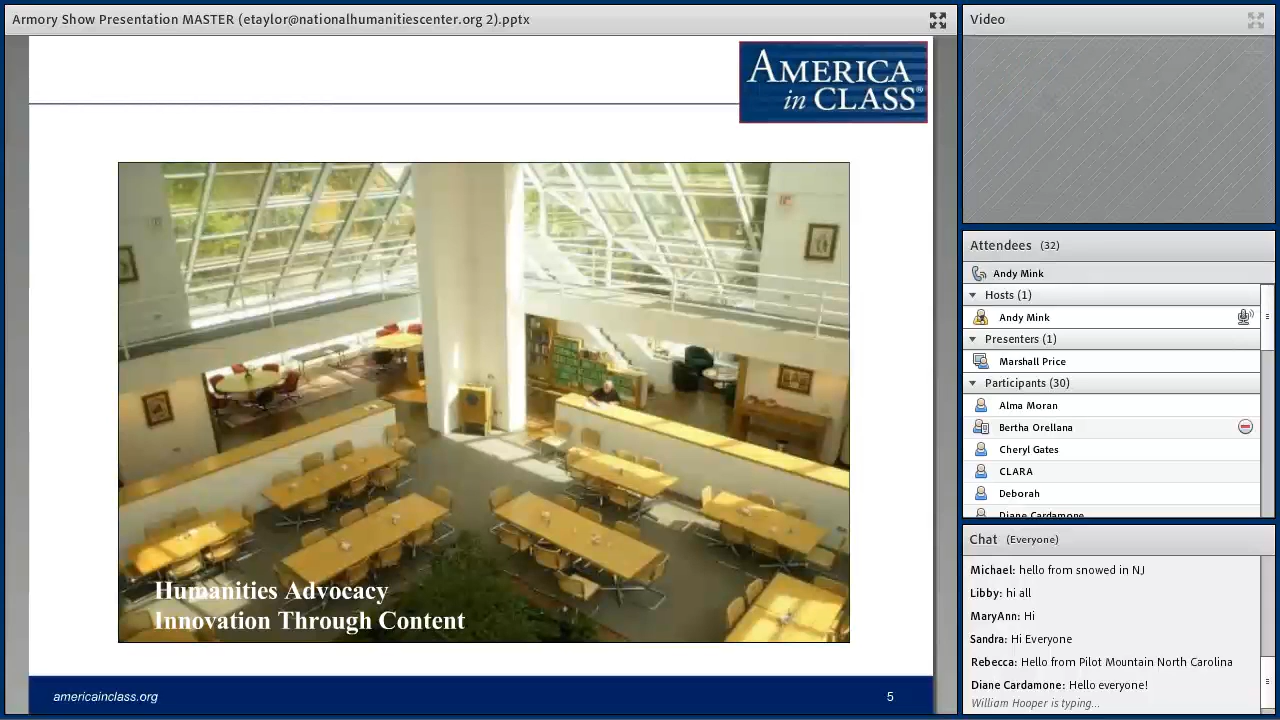 Armory Show Presentation MASTER (etaylor@nationalhumanitiescenter.org 2).pptx
AMERICA
in CLASS®
Humanities Advocacy
Innovation Through Content
americainclass.org
5
Video
Attendees (32)
Andy Mink
Hosts (1)
Andy Mink
Presenters (1)
Marshall Price
Participants (30)
Alma Moran
Bertha Orellana
Cheryl Gates
CLARA
Deborah
Diane Cardamone
Chat (Everyone)
Michael: hello from snowed in NJ
Libby: hi all
MaryAnn: Hi
Sandra: Hi Everyone
Rebecca: Hello from Pilot Mountain North Carolina
Diane Cardamone: Hello everyone!
William Hooper is typing...